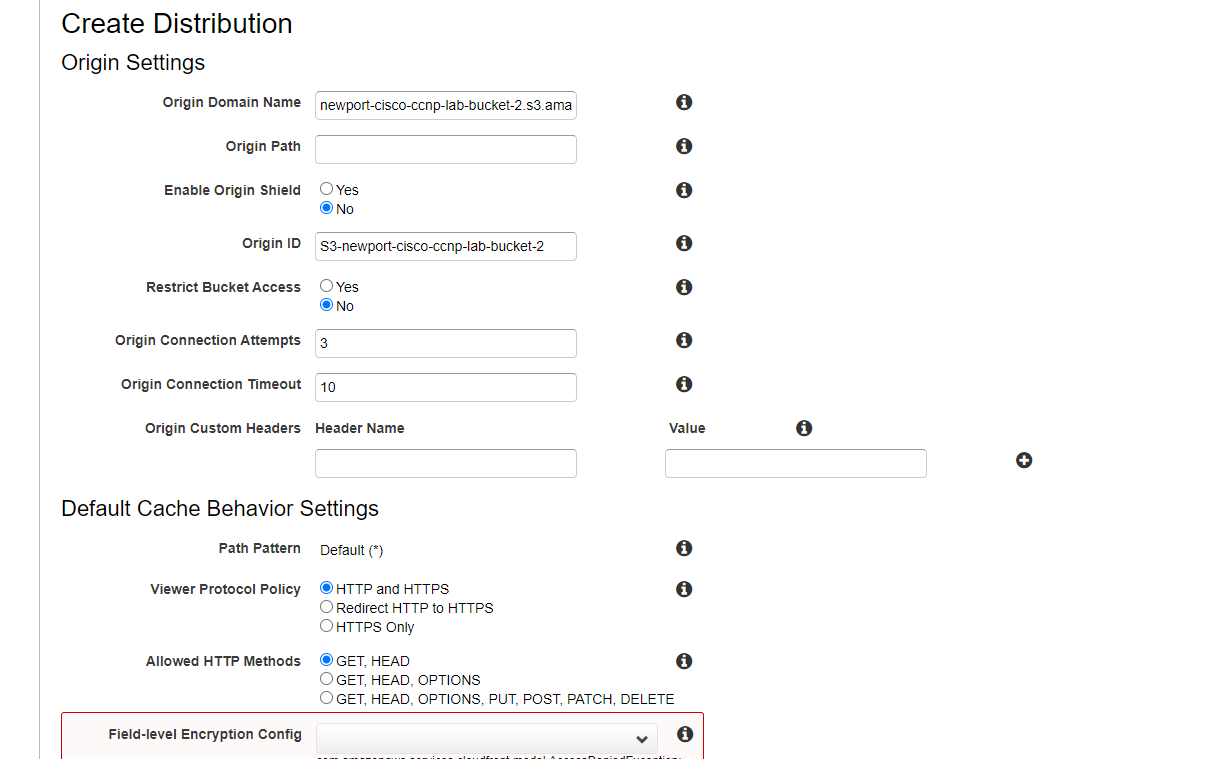 Create Distribution
Origin Settings
Origin Domain Name newport-cisco-ccnp-lab-bucket-2.s3.ama
Origin Path
Enable Origin Shield Yes
No
Origin ID S3-newport-cisco-ccnp-lab-bucket-2
Restrict Bucket Access Yes
No
Origin Connection Attempts 3
Origin Connection Timeout 10
Origin Custom Headers Header Name Value
Default Cache Behavior Settings
Path Pattern Default (*)
Viewer Protocol Policy HTTP and HTTPS
Redirect HTTP to HTTPS
HTTPS Only
Allowed HTTP Methods GET, HEAD
GET, HEAD, OPTIONS
GET, HEAD, OPTIONS, PUT, POST, PATCH, DELETE
Field-level Encryption Config